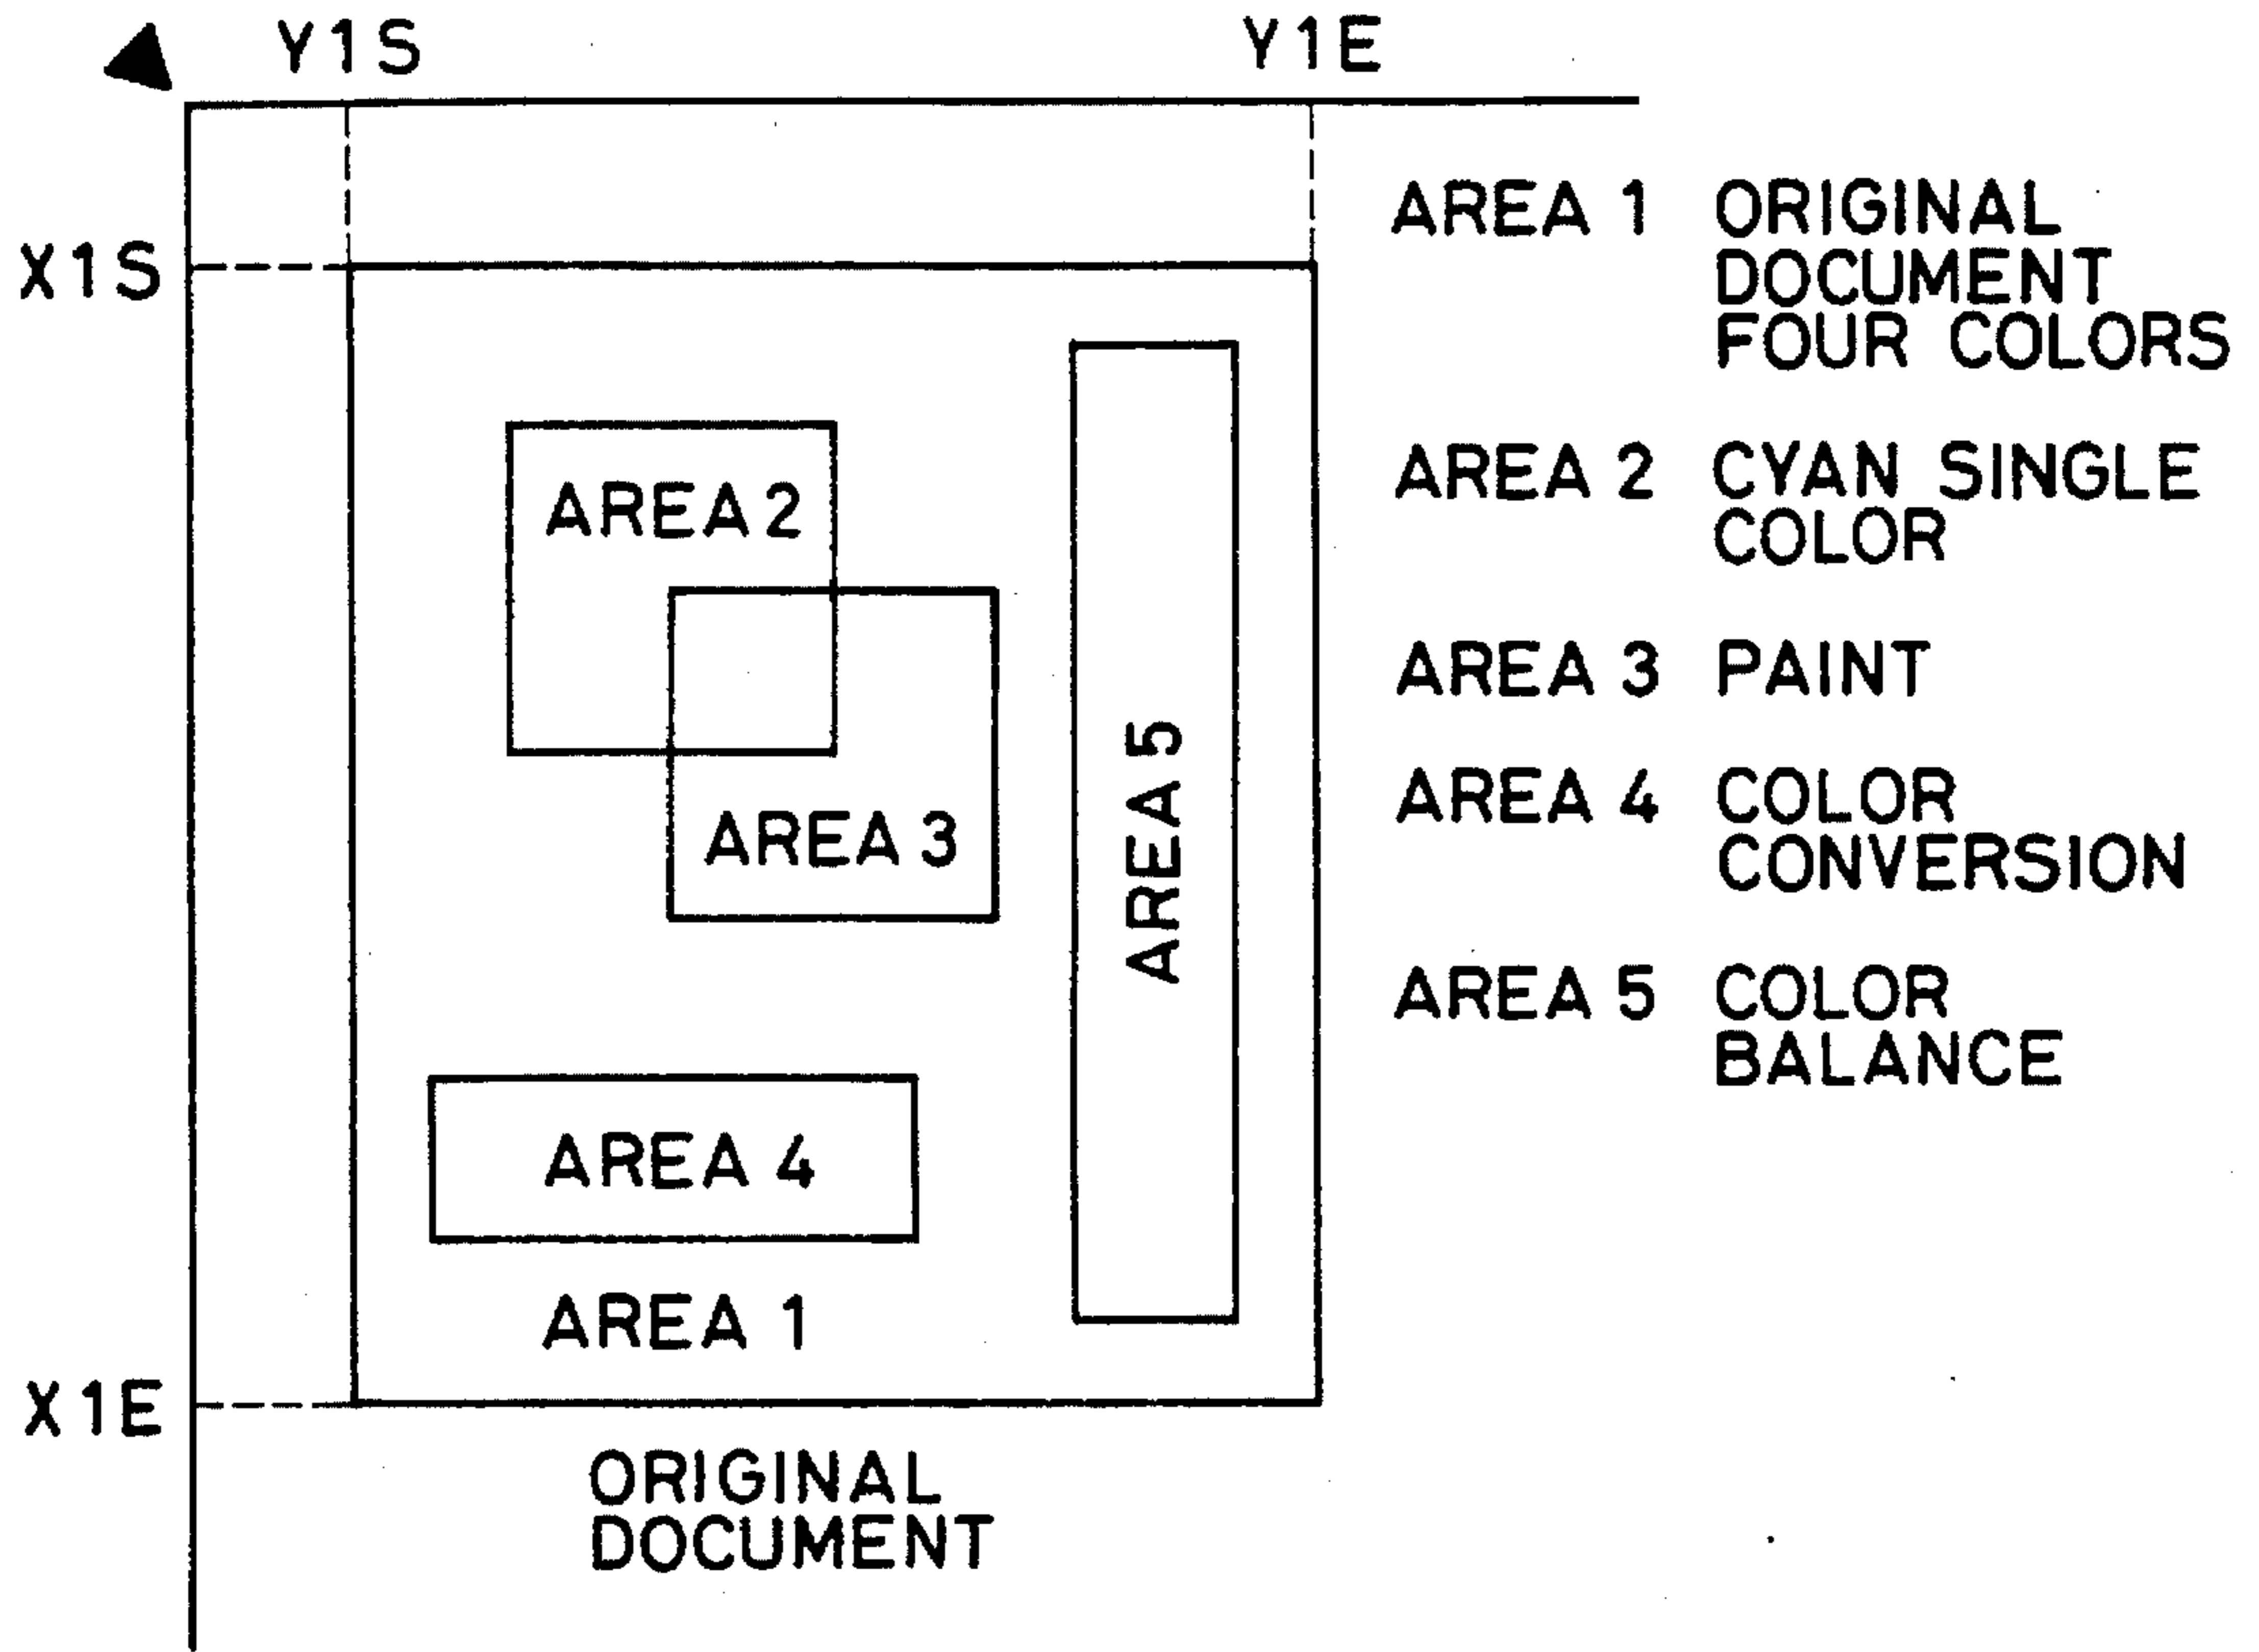 Y1S
Y1E
X1S
AREA 2
AREA 3
AREA 5
AREA 4
AREA 1
X1E
ORIGINAL
DOCUMENT
AREA 1 ORIGINAL
DOCUMENT
FOUR COLORS
AREA 2 CYAN SINGLE
COLOR
AREA 3 PAINT
AREA 4 COLOR
CONVERSION
AREA 5 COLOR
BALANCE